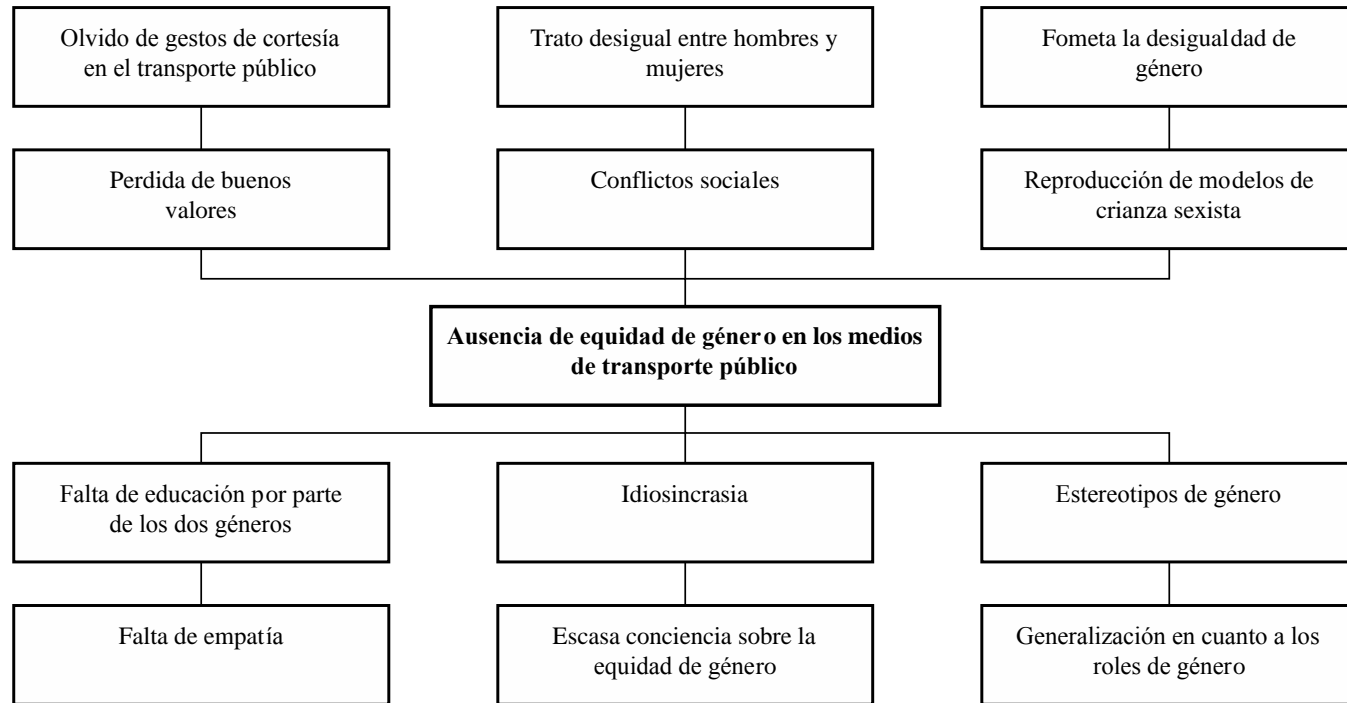 Olvido de gestos de cortesía
en el transporte público
Trato desigual entre hombres y
mujeres
Fometa la desigualdad de
género
Perdida de buenos
valores
Conflictos sociales
Reproducción de modelos de
crianza sexista
Ausencia de equidad de género en los medios
de transporte público
Falta de educación por parte
de los dos géneros
Idiosincrasia
Estereotipos de género
Falta de empatía
Escasa conciencia sobre la
equidad de género
Generalización en cuanto a los
roles de género